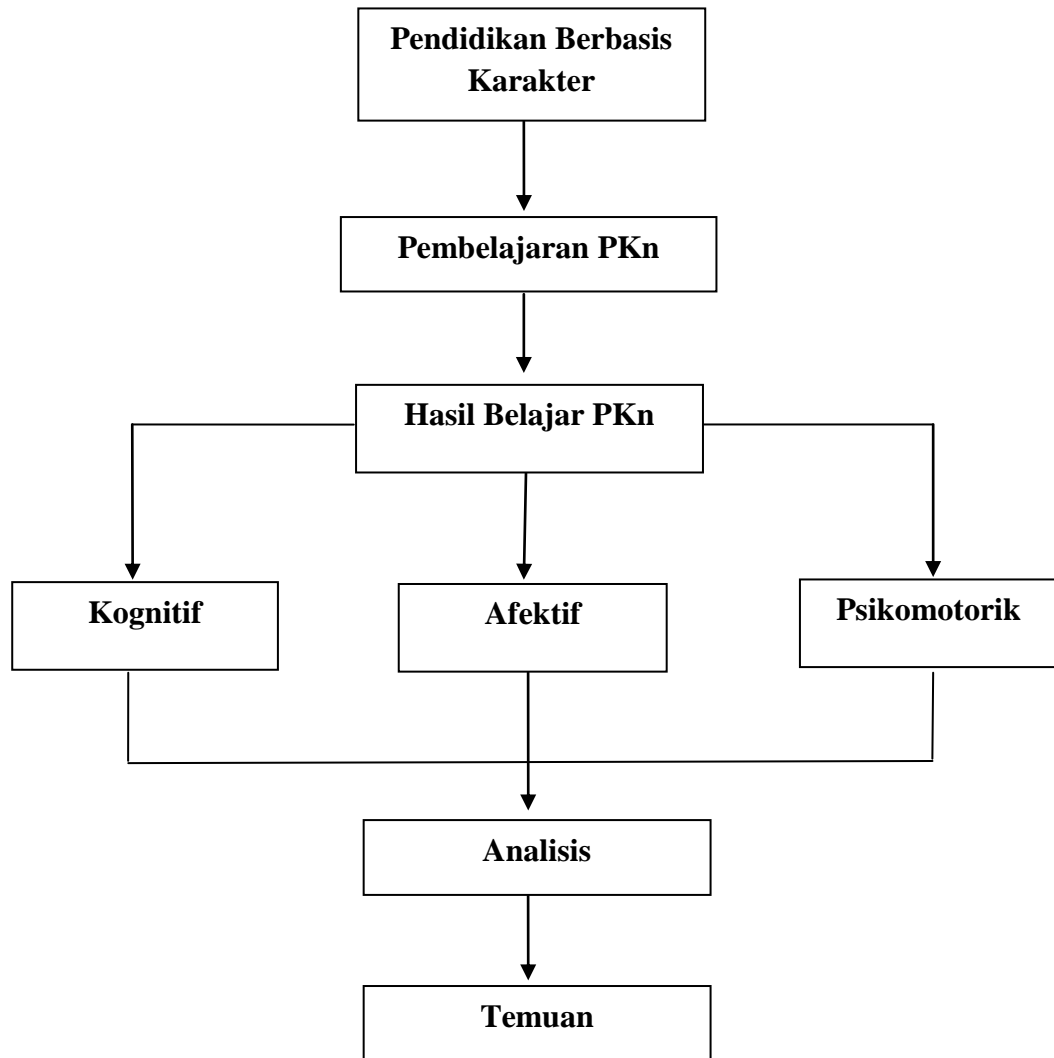 Pendidikan Berbasis
Karakter
Pembelajaran PKn
Hasil Belajar PKn
Kognitif
Afektif
Psikomotorik
Analisis
Temuan